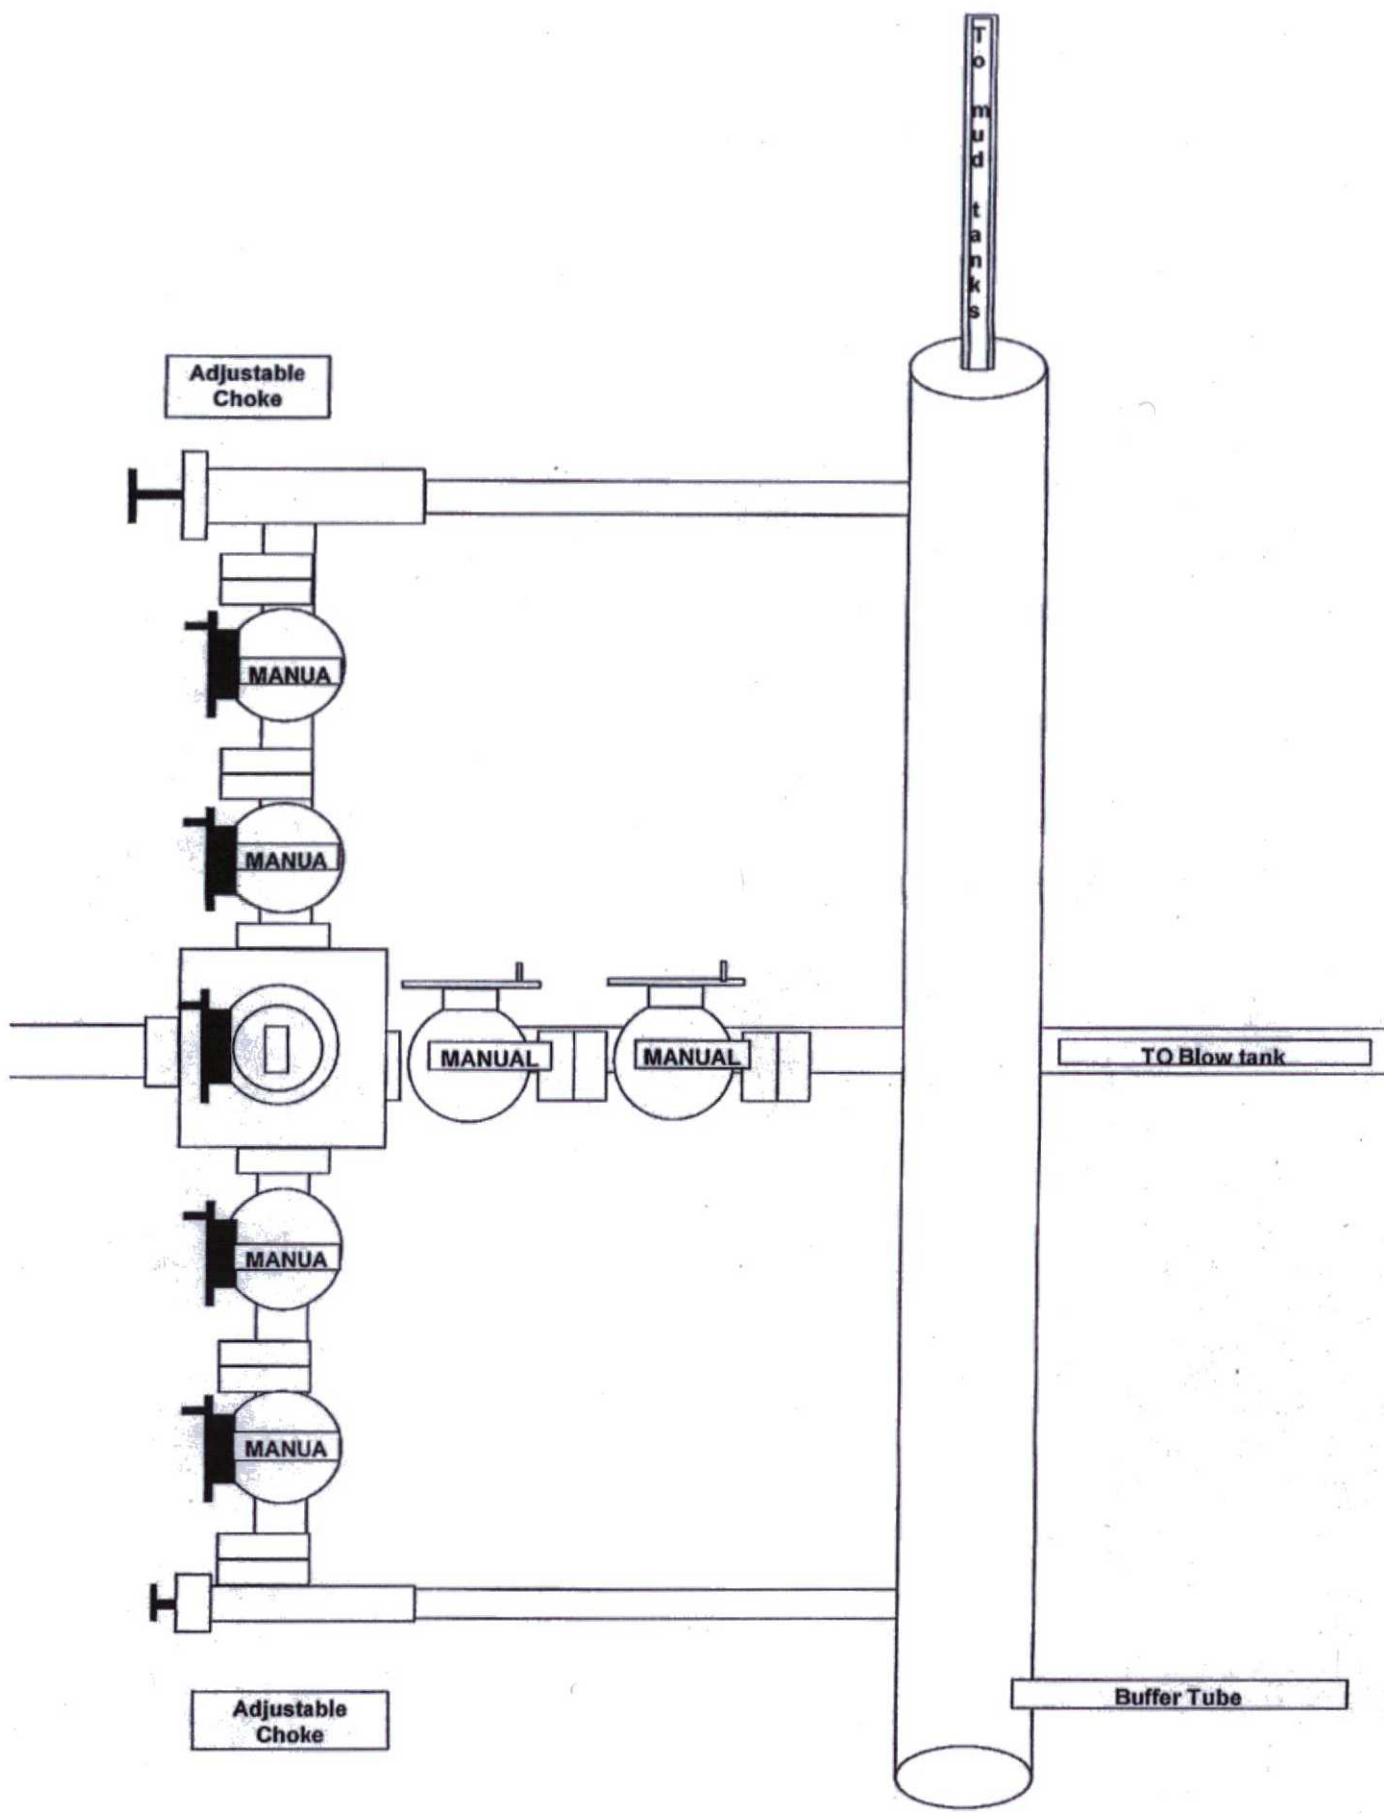 To mud tanks
Adjustable
Choke
MANUA
MANUA
MANUAL
MANUAL
TO Blow tank
MANUA
MANUA
Buffer Tube
Adjustable
Choke